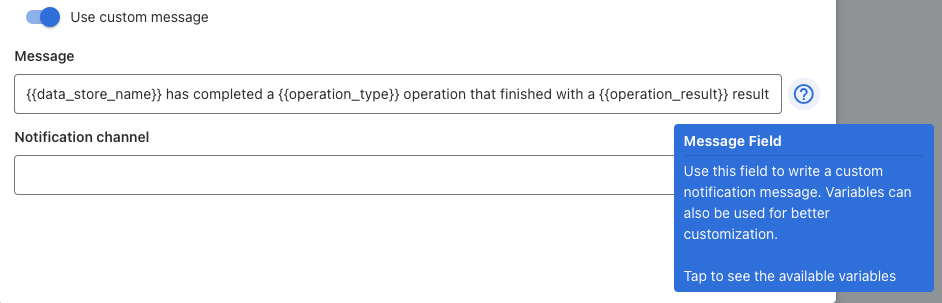 Use custom message
Message
{{data_store_name}} has completed a {{operation_type}} operation that finished with a {{operation_result}} result
?
Notification channel
Message Field
Use this field to write a custom
notification message. Variables can
also be used for better
customization.
Tap to see the available variables